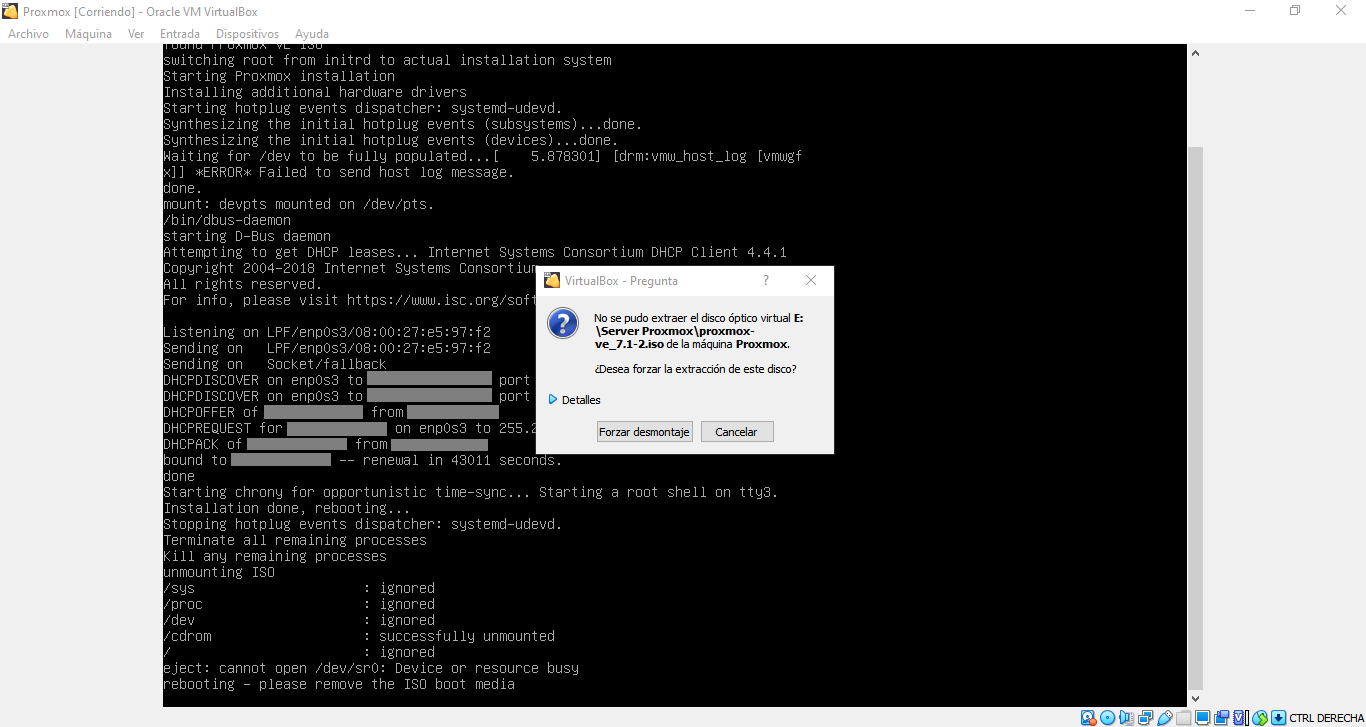 Proxmox [Corriendo] - Oracle VM VirtualBox
Archivo Máquina Ver Entrada Dispositivos Ayuda
found Proxmox VE ISO
switching root from initrd to actual installation system
Starting Proxmox installation
Installing additional hardware drivers
Starting hotplug events dispatcher: systemd-udevd.
Synthesizing the initial hotplug events (subsystems)...done.
Synthesizing the initial hotplug events (devices)...done.
Waiting for /dev to be fully populated...[    5.878301] [drm:vmw_host_log [vmwgf
x]] *ERROR* Failed to send host log message.
done.
mount: devpts mounted on /dev/pts.
/bin/dbus-daemon
starting D-Bus daemon
Attempting to get DHCP leases... Internet Systems Consortium DHCP Client 4.4.1
Copyright 2004-2018 Internet Systems Consortium
All rights reserved.
For info, please visit https://www.isc.org/soft
Listening on LPF/enp0s3/08:00:27:e5:97:f2
Sending on   LPF/enp0s3/08:00:27:e5:97:f2
Sending on   Socket/fallback
DHCPDISCOVER on enp0s3 to port
DHCPDISCOVER on enp0s3 to port
DHCPOFFER of from
DHCPREQUEST for on enp0s3 to 255.2
DHCPACK of from
bound to -- renewal in 43011 seconds.
done
Starting chrony for opportunistic time-sync... Starting a root shell on tty3.
Installation done, rebooting...
Stopping hotplug events dispatcher: systemd-udevd.
Terminate all remaining processes
Kill any remaining processes
unmounting ISO
/sys : ignored
/proc : ignored
/dev : ignored
/cdrom : successfully unmounted
/ : ignored
eject: cannot open /dev/sr0: Device or resource busy
rebooting - please remove the ISO boot media
VirtualBox - Pregunta
?
No se pudo extraer el disco óptico virtual E:
\Server Proxmox\proxmox-
ve_7.1-2.iso de la máquina Proxmox.
¿Desea forzar la extracción de este disco?
Detalles
Forzar desmontaje Cancelar
CTRL DERECHA